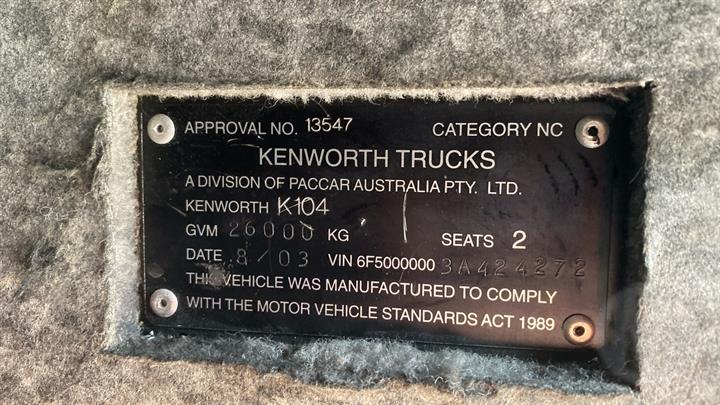 APPROVAL NO. 13547 CATEGORY NC
KENWORTH TRUCKS
A DIVISION OF PACCAR AUSTRALIA PTY. LTD.
KENWORTH K104
GVM 26000 KG SEATS 2
DATE 8/03 VIN 6F5000000 3A424272
THIS VEHICLE WAS MANUFACTURED TO COMPLY
WITH THE MOTOR VEHICLE STANDARDS ACT 1989